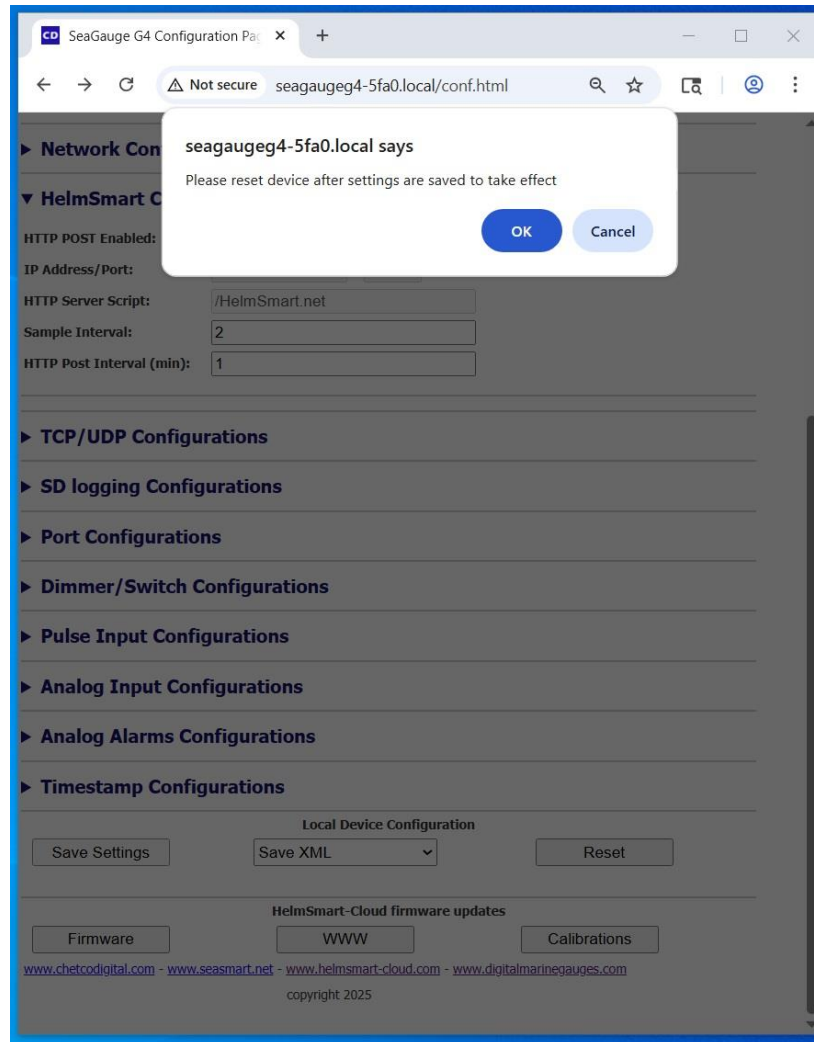 CD SeaGauge G4 Configuration Pa
Not secure seagaugeg4-5fa0.local/conf.html
seagaugeg4-5fa0.local says
Please reset device after settings are saved to take effect
OK Cancel
Network Con
HelmSmart C
HTTP POST Enabled:
IP Address/Port:
HTTP Server Script: /HelmSmart.net
Sample Interval: 2
HTTP Post Interval (min): 1
TCP/UDP Configurations
SD logging Configurations
Port Configurations
Dimmer/Switch Configurations
Pulse Input Configurations
Analog Input Configurations
Analog Alarms Configurations
Timestamp Configurations
Local Device Configuration
Save Settings Save XML Reset
HelmSmart-Cloud firmware updates
Firmware WWW Calibrations
www.chetcodigital.com - www.seasmart.net - www.helmsmart-cloud.com - www.digitalmarinegauges.com
copyright 2025